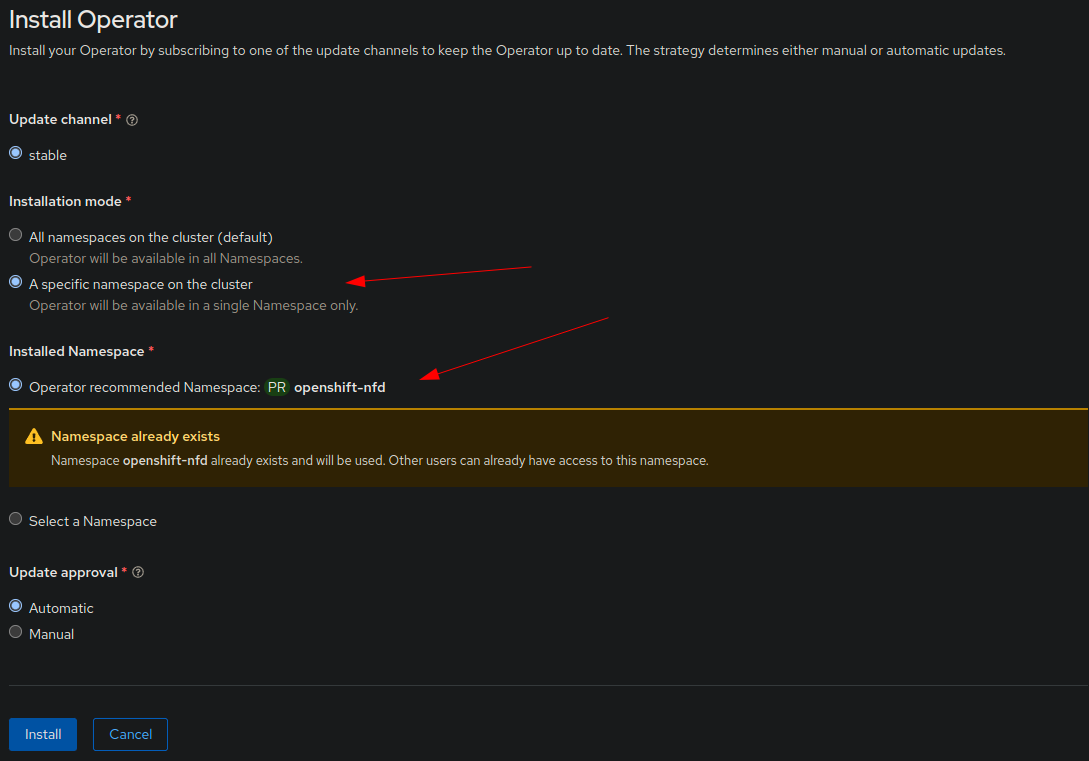 Install Operator
Install your Operator by subscribing to one of the update channels to keep the Operator up to date. The strategy determines either manual or automatic updates.
Update channel *
stable
Installation mode *
All namespaces on the cluster (default)
Operator will be available in all Namespaces.
A specific namespace on the cluster
Operator will be available in a single Namespace only.
Installed Namespace *
Operator recommended Namespace: PR openshift-nfd
Namespace already exists
Namespace openshift-nfd already exists and will be used. Other users can already have access to this namespace.
Select a Namespace
Update approval *
Automatic
Manual
Install Cancel